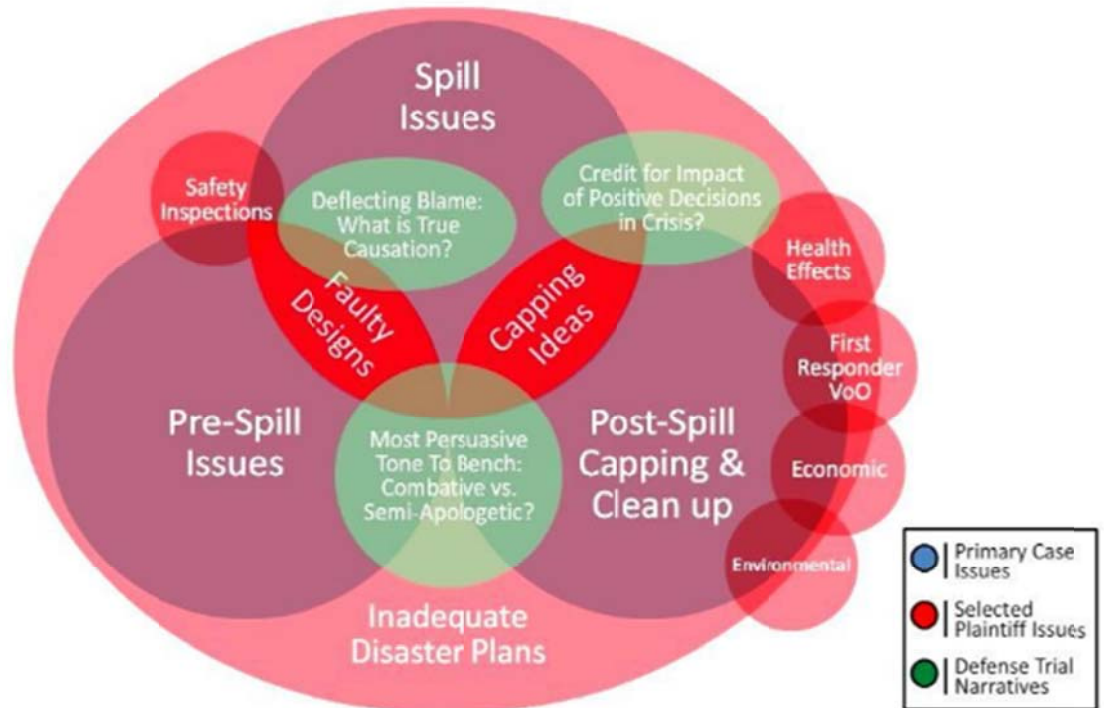 Spill
Issues
Safety
Inspections
Deflecting Blame:
What is True
Causation?
Credit for Impact
of Positive Decisions
in Crisis?
Health
Effects
Faulty
Designs
Capping
Ideas
First
Responder
VoO
Pre-Spill
Issues
Most Persuasive
Tone To Bench:
Combative vs.
Semi-Apologetic?
Post-Spill
Capping &
Clean up
Economic
Environmental
Inadequate
Disaster Plans
Primary Case
Issues
Selected
Plaintiff Issues
Defense Trial
Narratives